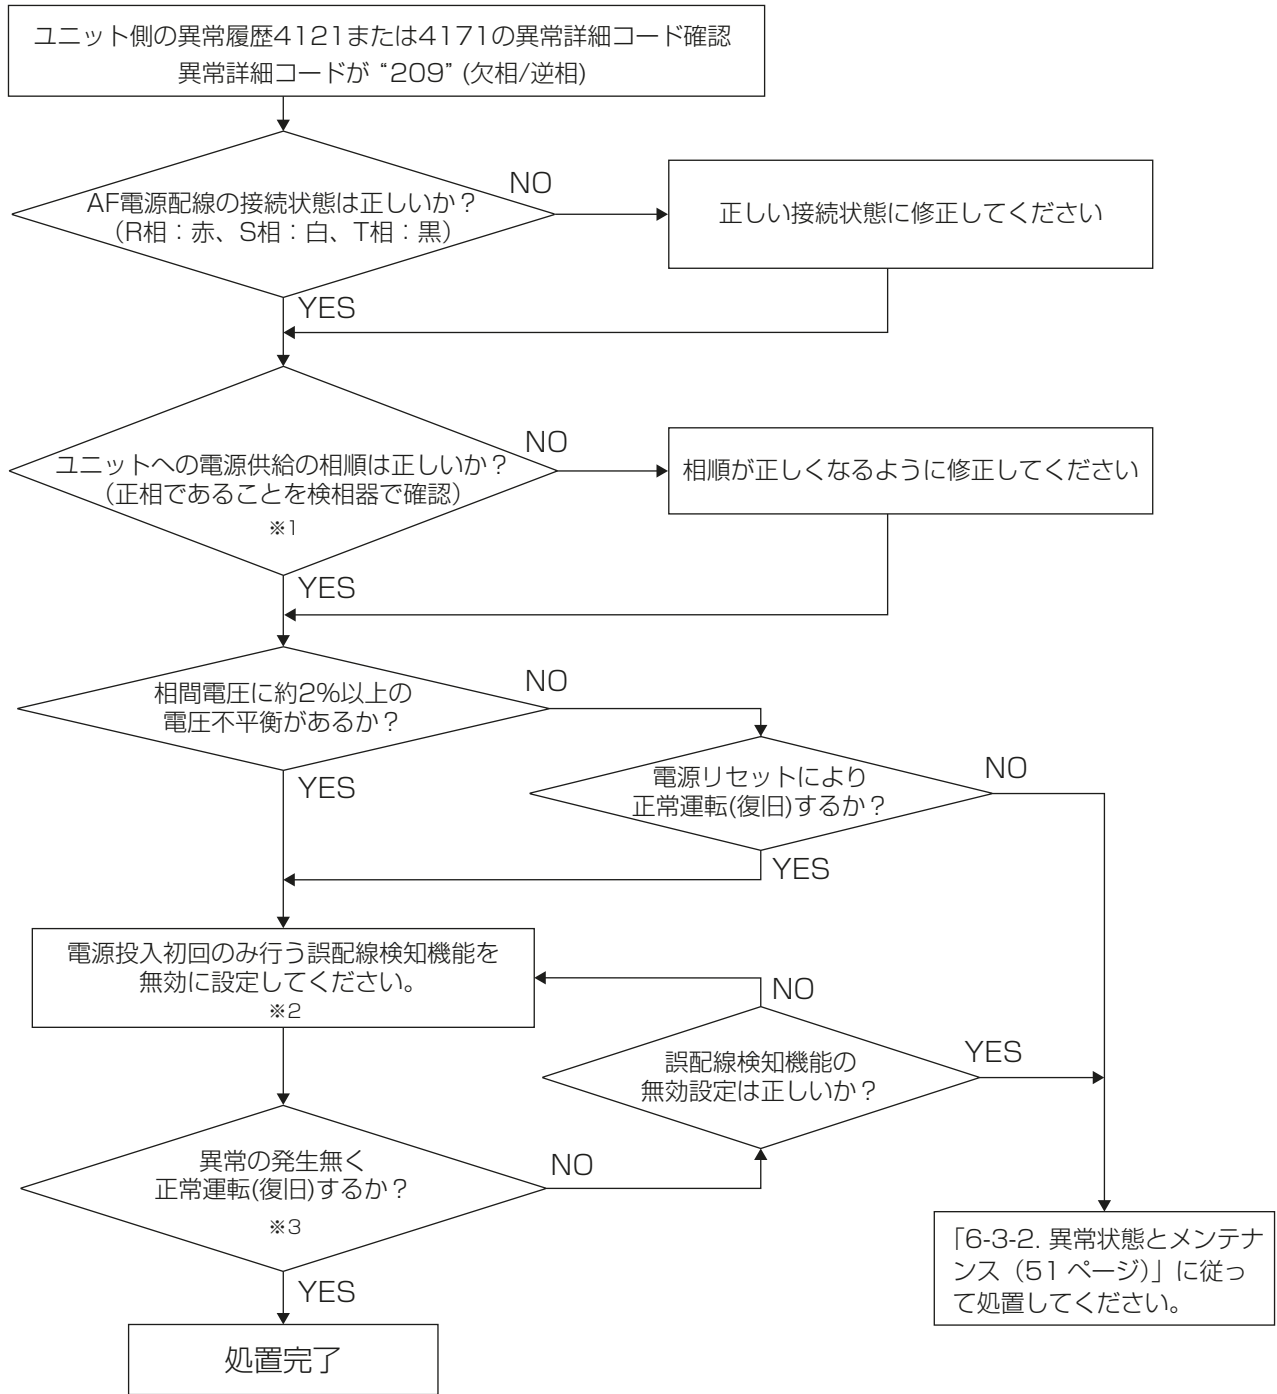 ユニット側の異常履歴4121または4171の異常詳細コード確認
異常詳細コードが“209”(欠相/逆相)
AF電源配線の接続状態は正しいか？
（R相：赤、S相：白、T相：黒）
NO
正しい接続状態に修正してください
YES
ユニットへの電源供給の相順は正しいか？
（正相であることを検相器で確認）
※1
NO
相順が正しくなるように修正してください
YES
相間電圧に約2%以上の
電圧不平衡があるか？
NO
YES
電源リセットにより
正常運転(復旧)するか？
NO
YES
電源投入初回のみ行う誤配線検知機能を
無効に設定してください。
※2
NO
誤配線検知機能の
無効設定は正しいか？
YES
異常の発生無く
正常運転(復旧)するか？
※3
NO
YES
「6-3-2. 異常状態とメンテナ
ンス（51 ページ）」に従っ
て処置してください。
処置完了